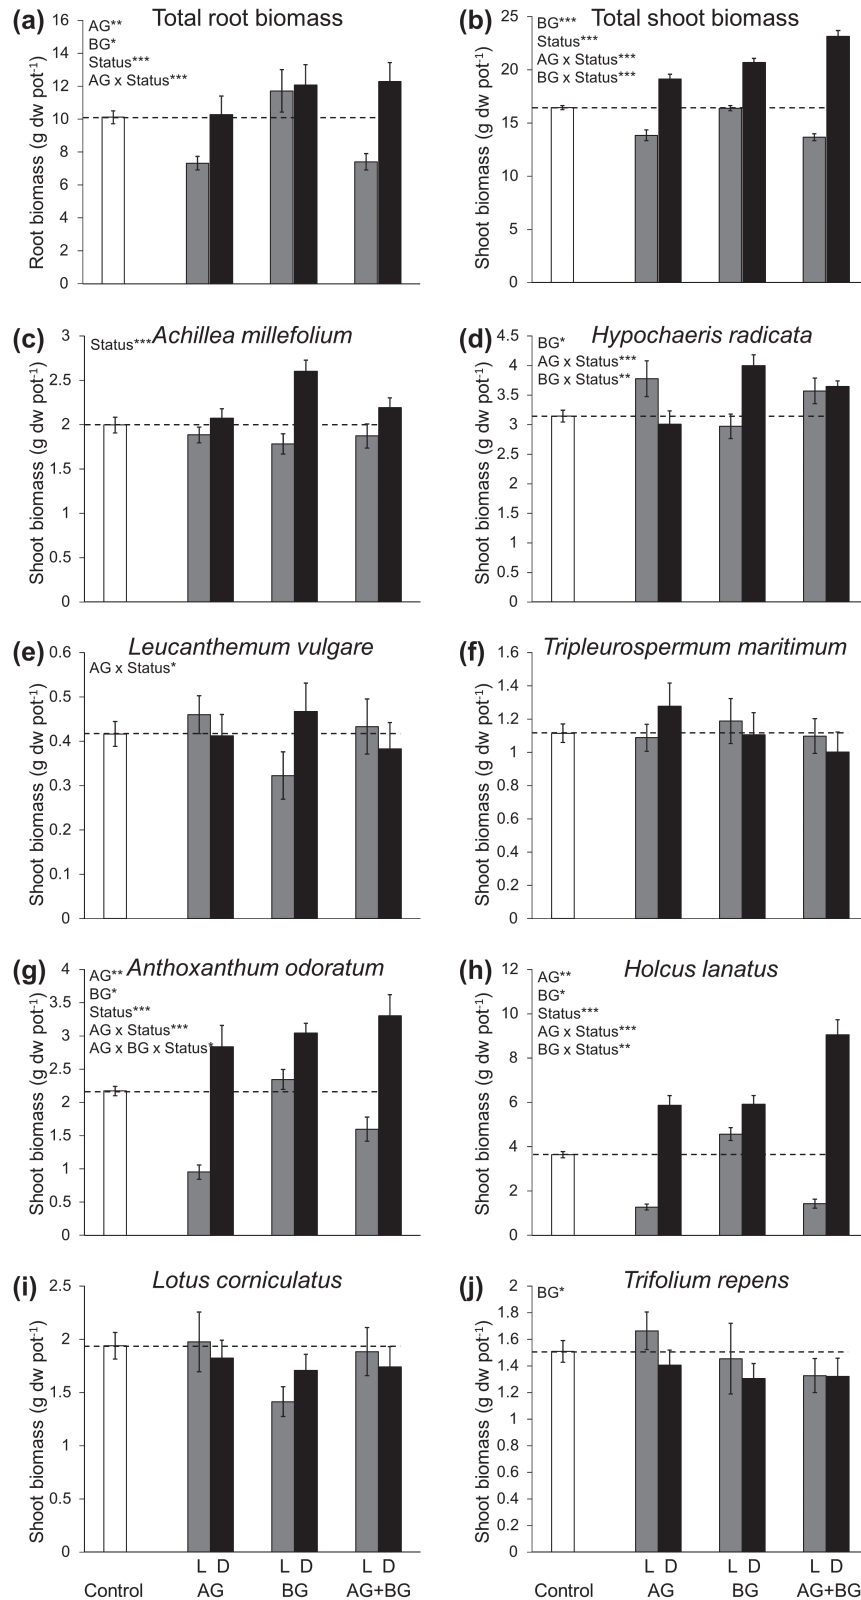 (a) Total root biomass
AG**
BG*
Status***
AG x Status***
Root biomass (g dw pot-1)
16
14
12
10
8
6
4
2
0
(b) Total shoot biomass
BG***
Status***
AG x Status***
BG x Status***
Shoot biomass (g dw pot-1)
25
20
15
10
5
0
(c) Achillea millefolium
Status***
Shoot biomass (g dw pot-1)
3
2.5
2
1.5
1
0.5
0
(d) Hypochaeris radicata
BG*
AG x Status***
BG x Status**
Shoot biomass (g dw pot-1)
4.5
4
3.5
3
2.5
2
1.5
1
0.5
0
(e) Leucanthemum vulgare
AG x Status*
Shoot biomass (g dw pot-1)
0.6
0.5
0.4
0.3
0.2
0.1
0
(f) Tripleurospermum maritimum
Shoot biomass (g dw pot-1)
1.6
1.4
1.2
1
0.8
0.6
0.4
0.2
0
(g) Anthoxanthum odoratum
AG**
BG*
Status***
AG x Status***
AG x BG x Status*
Shoot biomass (g dw pot-1)
4
3.5
3
2.5
2
1.5
1
0.5
0
(h) Holcus lanatus
AG**
BG*
Status***
AG x Status***
BG x Status**
Shoot biomass (g dw pot-1)
12
10
8
6
4
2
0
(i) Lotus corniculatus
Shoot biomass (g dw pot-1)
2.5
2
1.5
1
0.5
0
L D L D L D
Control AG BG AG+BG
(j) Trifolium repens
BG*
Shoot biomass (g dw pot-1)
2
1.8
1.6
1.4
1.2
1
0.8
0.6
0.4
0.2
0
L D L D L D
Control AG BG AG+BG